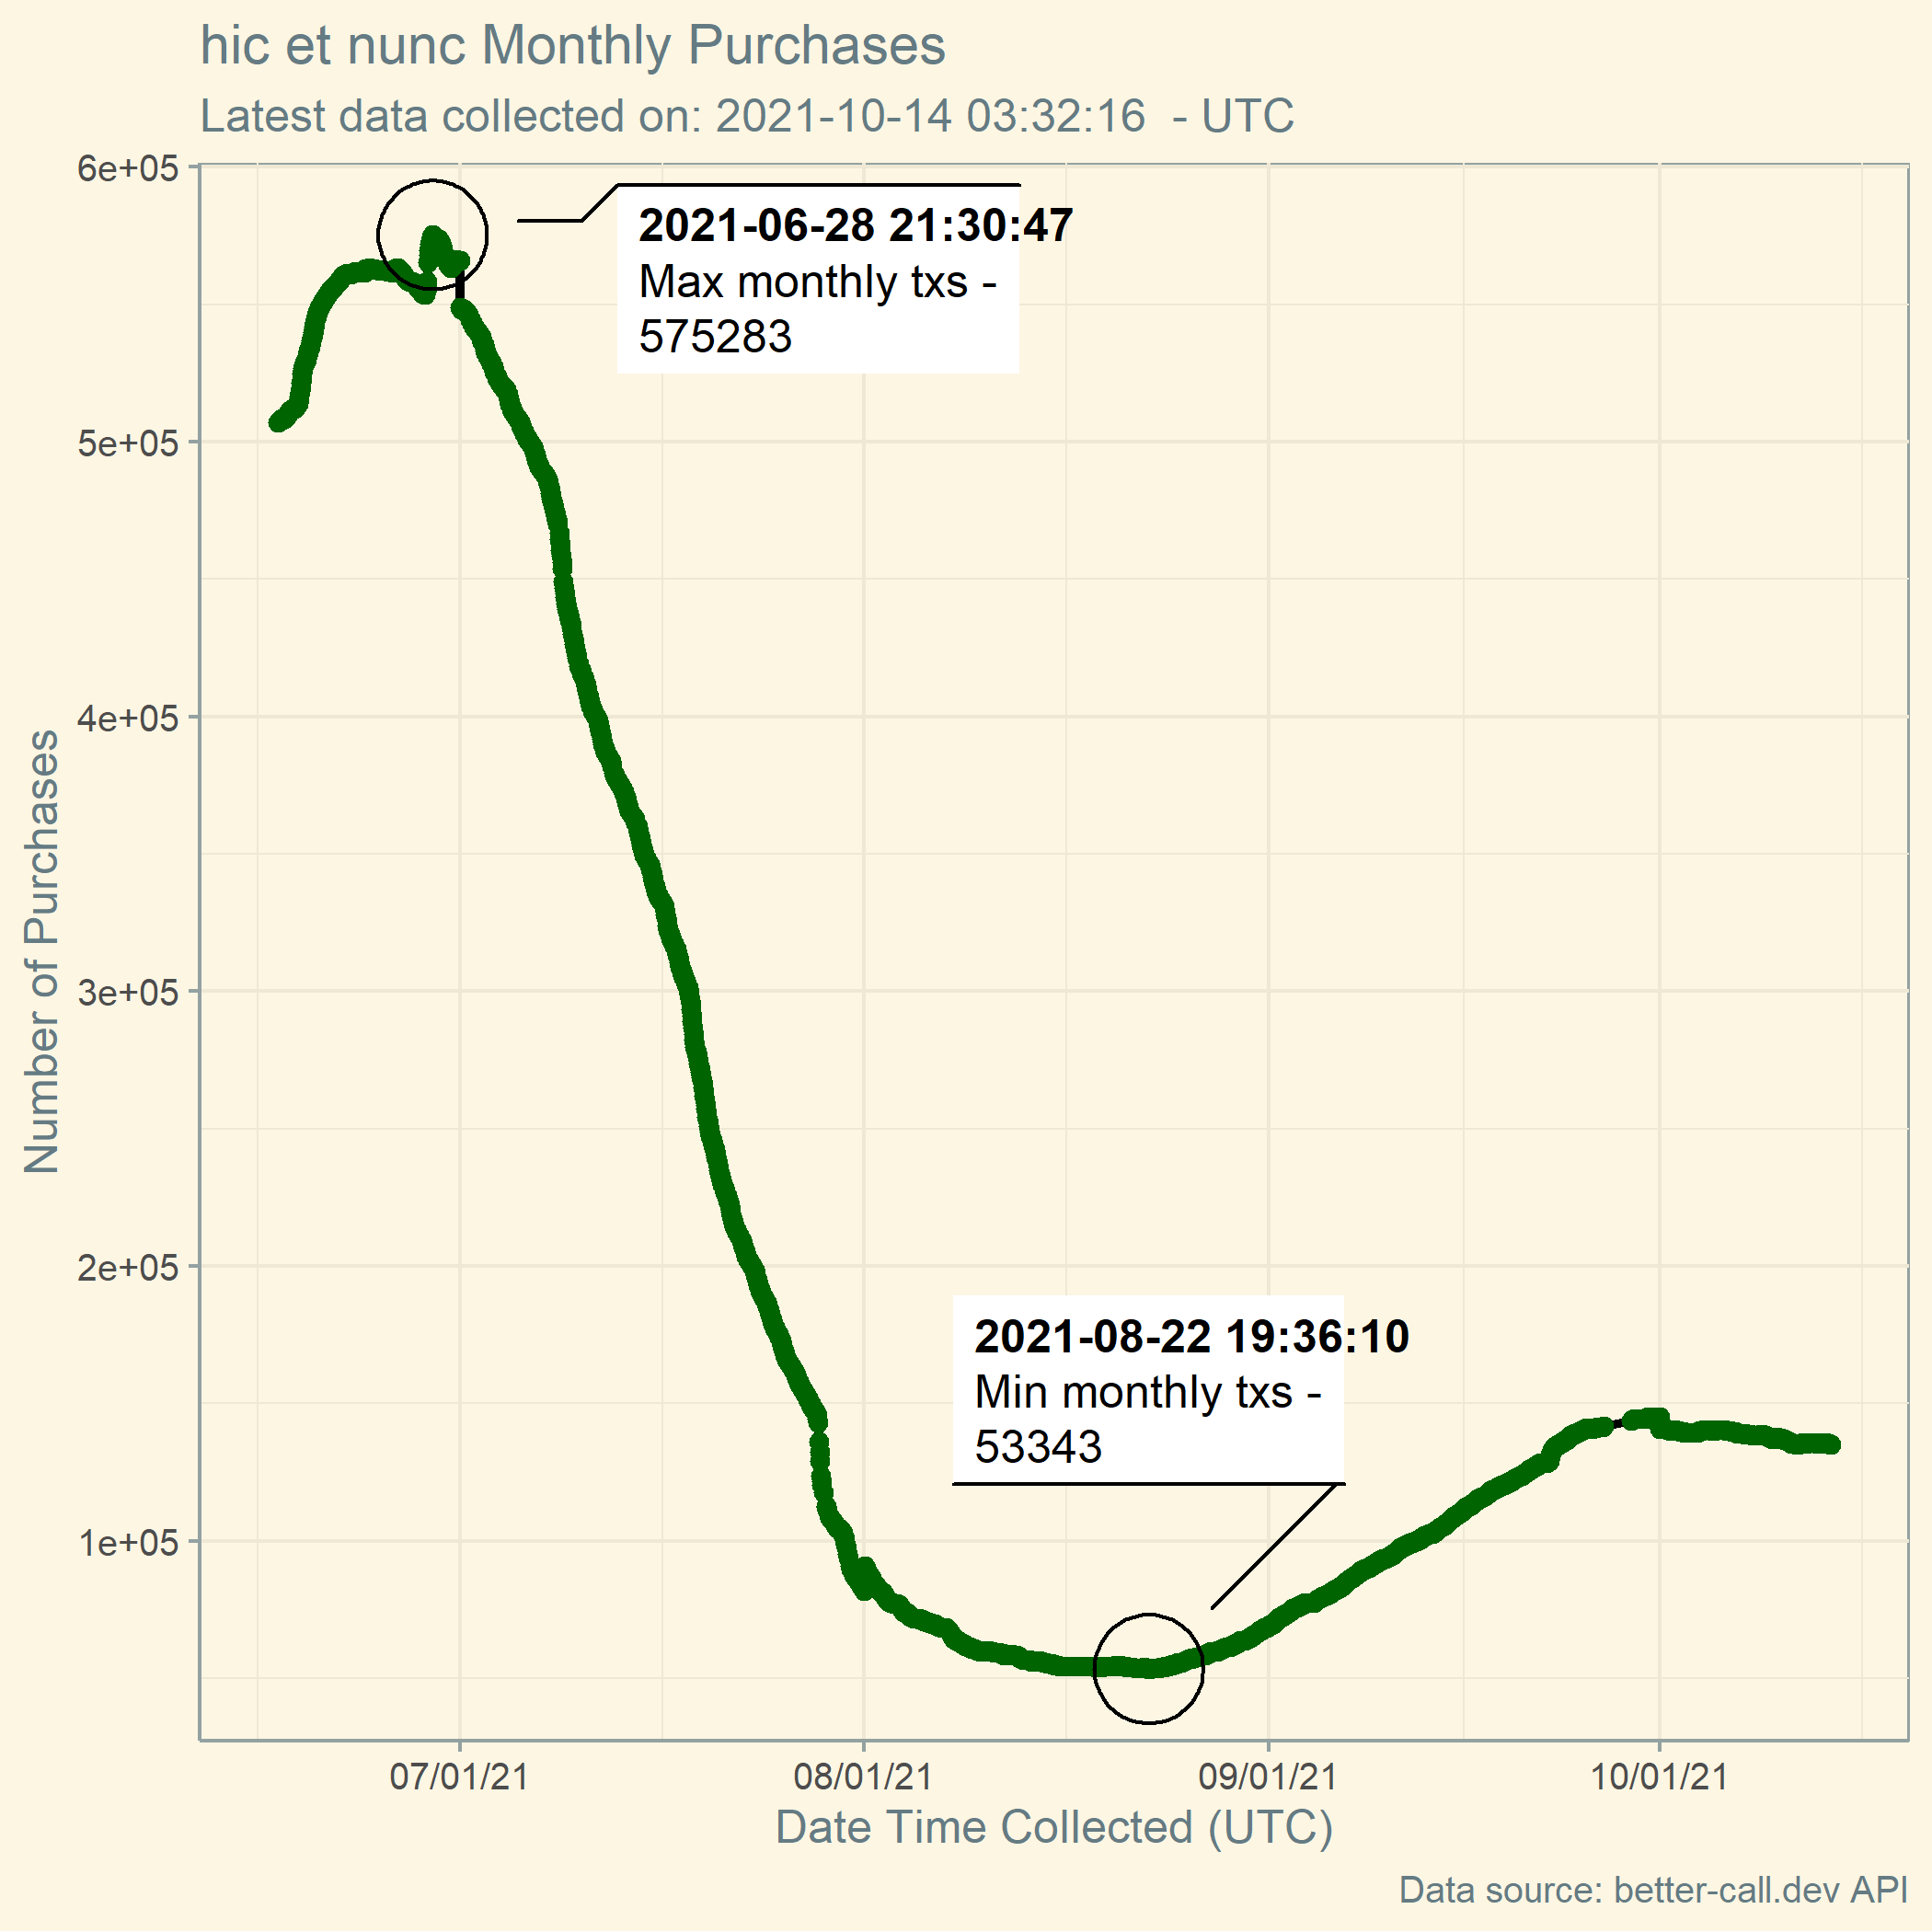 hic et nunc Monthly Purchases
Latest data collected on: 2021-10-14 03:32:16  - UTC
6e+05
5e+05
4e+05
3e+05
2e+05
1e+05
Number of Purchases
2021-06-28 21:30:47
Max monthly txs -
575283
2021-08-22 19:36:10
Min monthly txs -
53343
07/01/21
08/01/21
09/01/21
10/01/21
Date Time Collected (UTC)
Data source: better-call.dev API